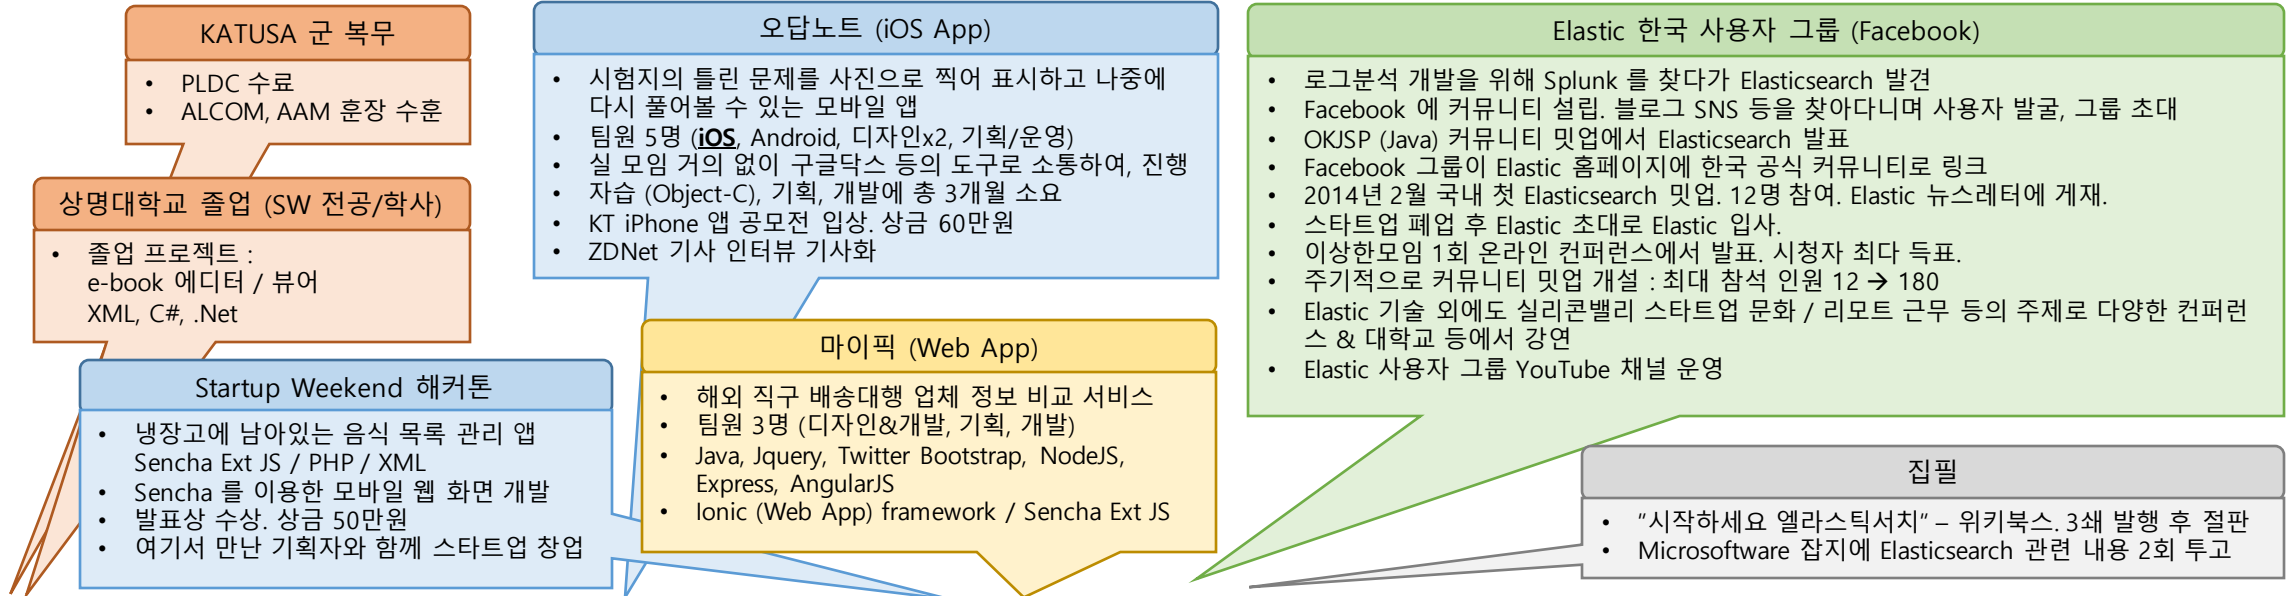 KATUSA 군 복무
• PLDC 수료
• ALCOM, AAM 훈장 수훈
상명대학교 졸업 (SW 전공/학사)
• 졸업 프로젝트 :
e-book 에디터 / 뷰어
XML, C#, .Net
Startup Weekend 해커톤
• 냉장고에 남아있는 음식 목록 관리 앱
Sencha Ext JS / PHP / XML
• Sencha 를 이용한 모바일 웹 화면 개발
• 발표상 수상. 상금 50만원
• 여기서 만난 기획자와 함께 스타트업 창업
오답노트 (iOS App)
• 시험지의 틀린 문제를 사진으로 찍어 표시하고 나중에
다시 풀어볼 수 있는 모바일 앱
• 팀원 5명 (iOS, Android, 디자인x2, 기획/운영)
• 실 모임 거의 없이 구글닥스 등의 도구로 소통하여, 진행
• 자습 (Object-C), 기획, 개발에 총 3개월 소요
• KT iPhone 앱 공모전 입상. 상금 60만원
• ZDNet 기사 인터뷰 기사화
마이픽 (Web App)
• 해외 직구 배송대행 업체 정보 비교 서비스
• 팀원 3명 (디자인&개발, 기획, 개발)
• Java, Jquery, Twitter Bootstrap, NodeJS,
Express, AngularJS
• Ionic (Web App) framework / Sencha Ext JS
Elastic 한국 사용자 그룹 (Facebook)
• 로그분석 개발을 위해 Splunk 를 찾다가 Elasticsearch 발견
• Facebook 에 커뮤니티 설립. 블로그 SNS 등을 찾아다니며 사용자 발굴, 그룹 초대
• OKJSP (Java) 커뮤니티 밋업에서 Elasticsearch 발표
• Facebook 그룹이 Elastic 홈페이지에 한국 공식 커뮤니티로 링크
• 2014년 2월 국내 첫 Elasticsearch 밋업. 12명 참여. Elastic 뉴스레터에 게재.
• 스타트업 폐업 후 Elastic 초대로 Elastic 입사.
• 이상한모임 1회 온라인 컨퍼런스에서 발표. 시청자 최다 득표.
• 주기적으로 커뮤니티 밋업 개설 : 최대 참석 인원 12 → 180
• Elastic 기술 외에도 실리콘밸리 스타트업 문화 / 리모트 근무 등의 주제로 다양한 컨퍼런
스 & 대학교 등에서 강연
• Elastic 사용자 그룹 YouTube 채널 운영
집필
• “시작하세요 엘라스틱서치” – 위키북스. 3쇄 발행 후 절판
• Microsoftware 잡지에 Elasticsearch 관련 내용 2회 투고